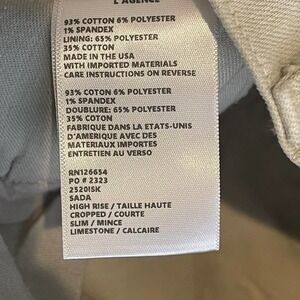 L'AGENCE
93% COTTON 6% POLYESTER
1% SPANDEX
LINING: 65% POLYESTER
35% COTTON
MADE IN THE USA
WITH IMPORTED MATERIALS
CARE INSTRUCTIONS ON REVERSE
93% COTON 6% POLYESTER
1% SPANDEX
DOUBLURE: 65% POLYESTER
35% COTON
FABRIQUE DANS LA ETATS-UNIS
D'AMERIQUE AVEC DES
MATERIAUX IMPORTES
ENTRETIEN AU VERSO
RN126654
PO # 2323
2520ISK
SADA
HIGH RISE / TAILLE HAUTE
CROPPED / COURTE
SLIM / MINCE
LIMESTONE / CALCAIRE